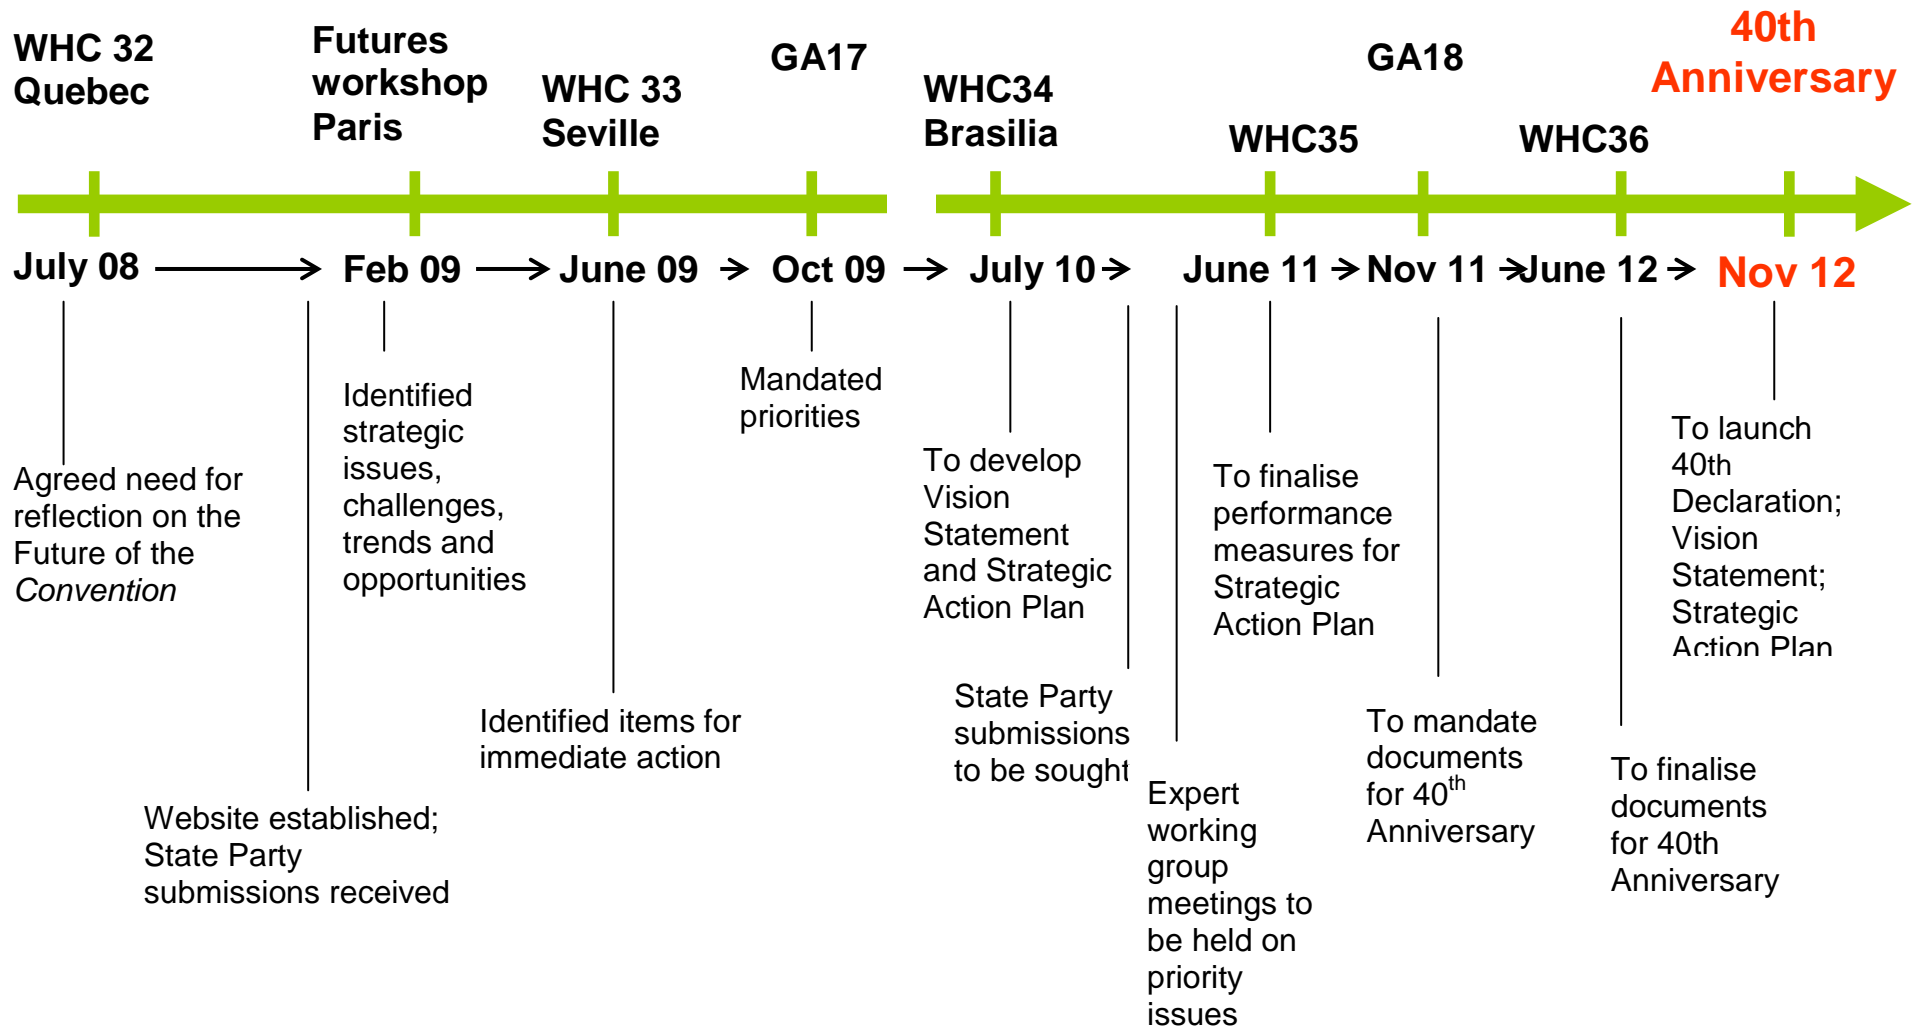 WHC 32
Quebec
Futures
workshop
Paris
WHC 33
Seville
GA17
WHC34
Brasilia
WHC35
GA18
WHC36
40th
Anniversary
July 08
Feb 09
June 09
Oct 09
July 10
June 11
Nov 11
June 12
Nov 12
Agreed need for
reflection on the
Future of the
Convention
Website established;
State Party
submissions received
Identified
strategic
issues,
challenges,
trends and
opportunities
Identified items for
immediate action
Mandated
priorities
To develop
Vision
Statement
and Strategic
Action Plan
State Party
submissions
to be sought
Expert
working
group
meetings to
be held on
priority
issues
To finalise
performance
measures for
Strategic
Action Plan
To mandate
documents
for 40th
Anniversary
To finalise
documents
for 40th
Anniversary
To launch
40th
Declaration;
Vision
Statement;
Strategic
Action Plan